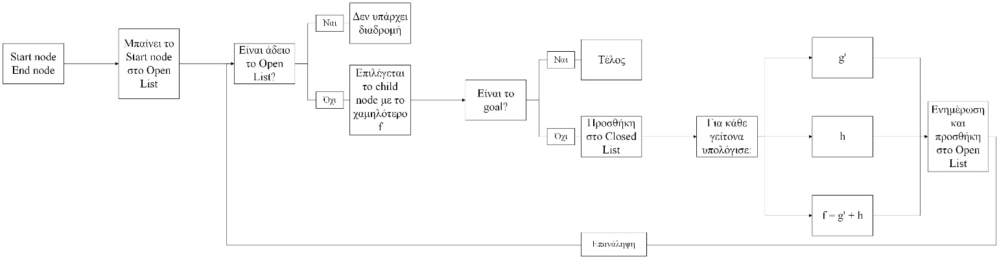 Start node
End node
Μπαίνει το
Start node
στο Open
List
Είναι άδειο
το Open
List?
Ναι
Δεν υπάρχει
διαδρομή
Όχι
Επιλέγεται
το child
node με το
χαμηλότερο
f
Είναι το
goal?
Ναι
Τέλος
Όχι
Προσθήκη
στο Closed
List
Για κάθε
γείτονα
υπολόγισε:
g'
h
f = g' + h
Ενημέρωση
και
προσθήκη
στο Open
List
Επανάληψη